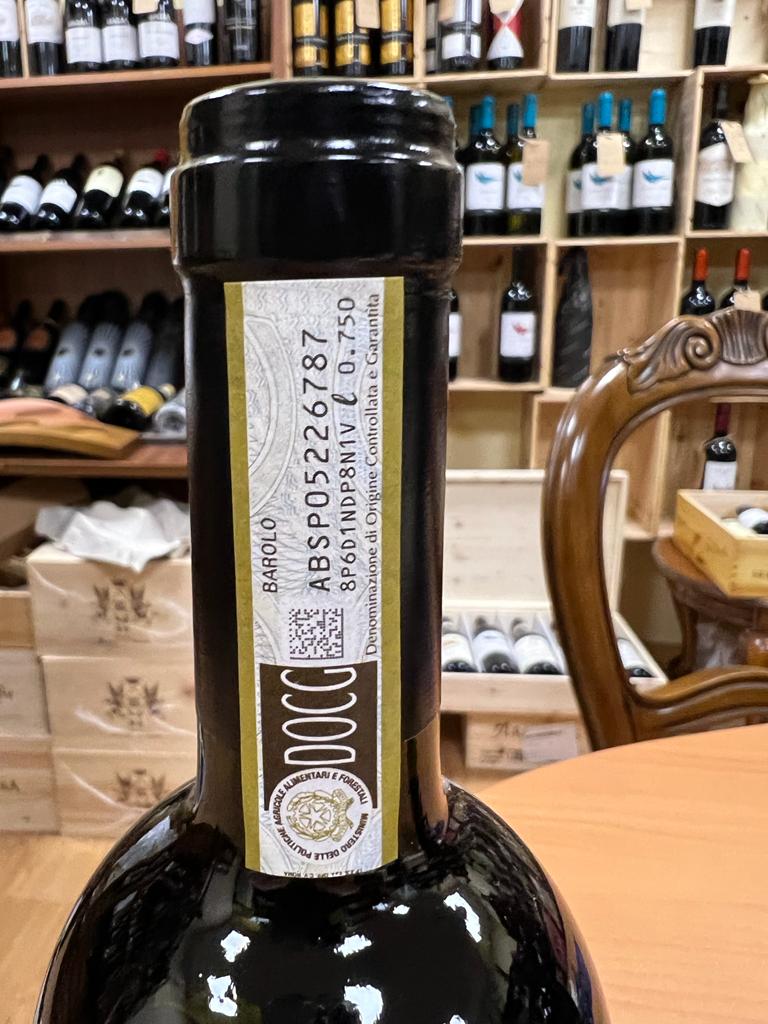 BAROLO
ABSP05226787
8P6D1NDP8N1V ℓ 0.750
Denominazione di Origine Controllata e Garantita
DOCG
MINISTERO DELLE POLITICHE AGRICOLE ALIMENTARI E FORESTALI